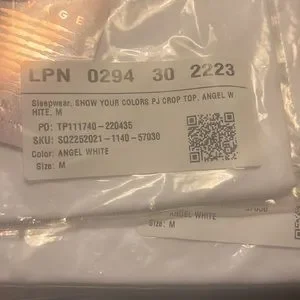 LPN 0294 30 2223
Sleepwear, SHOW YOUR COLORS PJ CROP TOP, ANGEL W
HITE, M
PO: TP111740-220435
SKU: SO2252021-1140-57030
Color: ANGEL WHITE
Size: M
ANGEL WHITE
Size: M